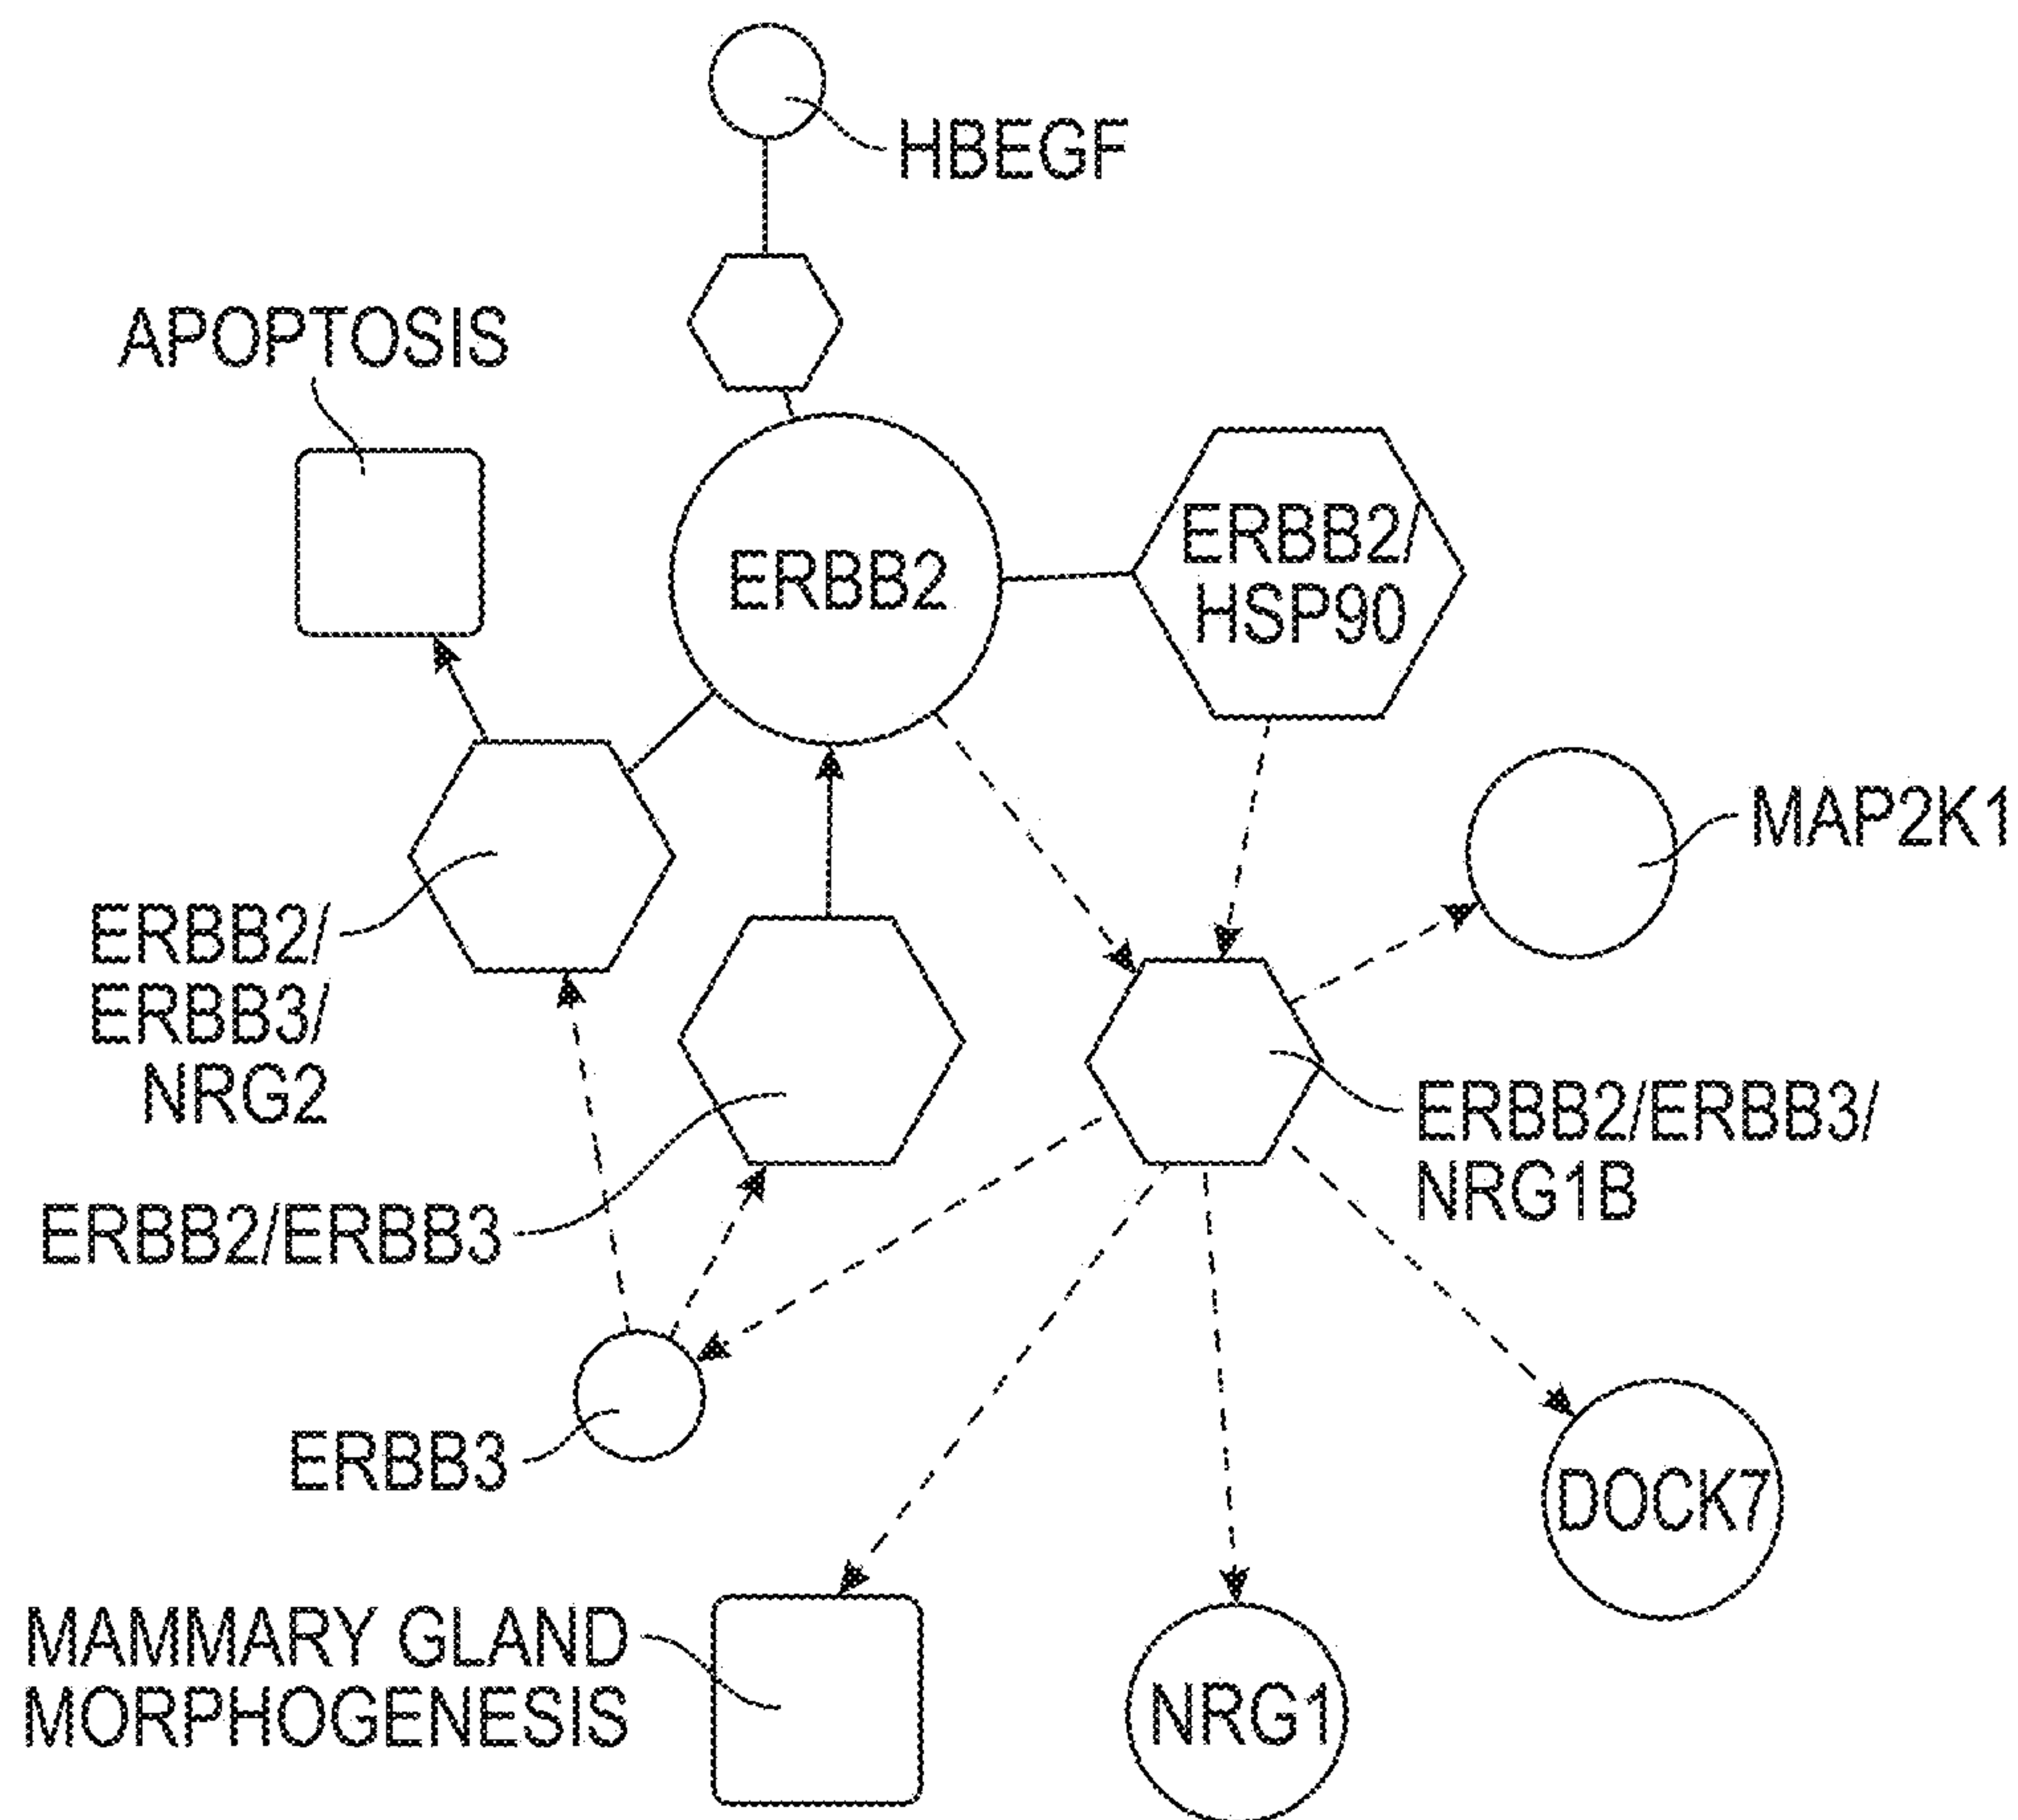 HBEGF
APOPTOSIS
ERBB2
ERBB2/
HSP90
MAP2K1
ERBB2/
ERBB3/
NRG2
ERBB2/ERBB3/
NRG1B
ERBB2/ERBB3
ERBB3
DOCK7
MAMMARY GLAND
MORPHOGENESIS
NRG1